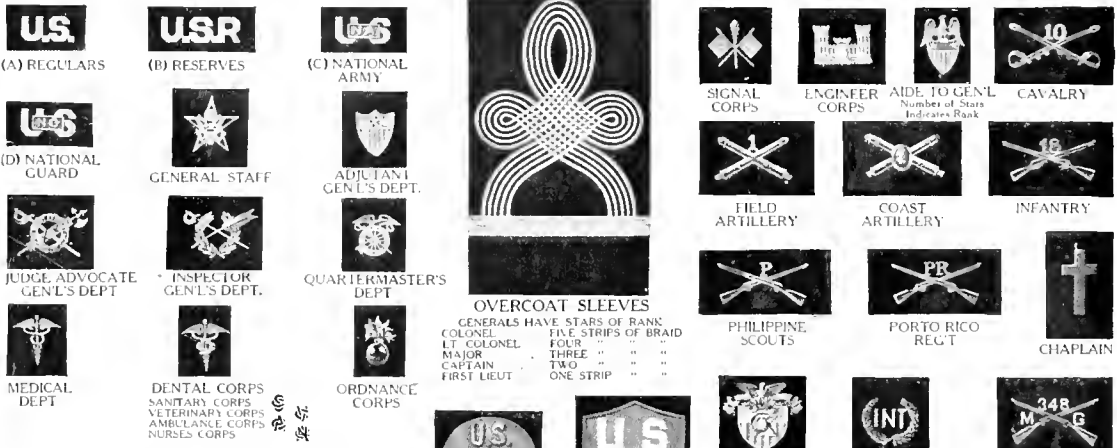 U.S.
(A) REGULARS
U.S.R
(B) RESERVES
U S
(C) NATIONAL
ARMY
U S
(D) NATIONAL
GUARD
GENERAL STAFF
ADJUTANT
GEN'L'S DEPT.
JUDGE ADVOCATE
GEN'L'S DEPT
INSPECTOR
GEN'L'S DEPT.
QUARTERMASTER'S
DEPT
MEDICAL
DEPT
DENTAL CORPS
SANITARY CORPS
VETERINARY CORPS
AMBULANCE CORPS
NURSES CORPS
ORDNANCE
CORPS
OVERCOAT SLEEVES
GENERALS HAVE STARS OF RANK
COLONEL FIVE STRIPS OF BRAID
LT COLONEL FOUR " " "
MAJOR THREE " " "
CAPTAIN TWO " " "
FIRST LIEUT ONE STRIP " "
U.S.
U S
SIGNAL
CORPS
ENGINEER
CORPS
AIDE TO GEN'L
Number of Stars
Indicates Rank
10
CAVALRY
1
FIELD
ARTILLERY
COAST
ARTILLERY
18
INFANTRY
P
PHILIPPINE
SCOUTS
PR
PORTO RICO
REG'T
CHAPLAIN
INT
348
M G